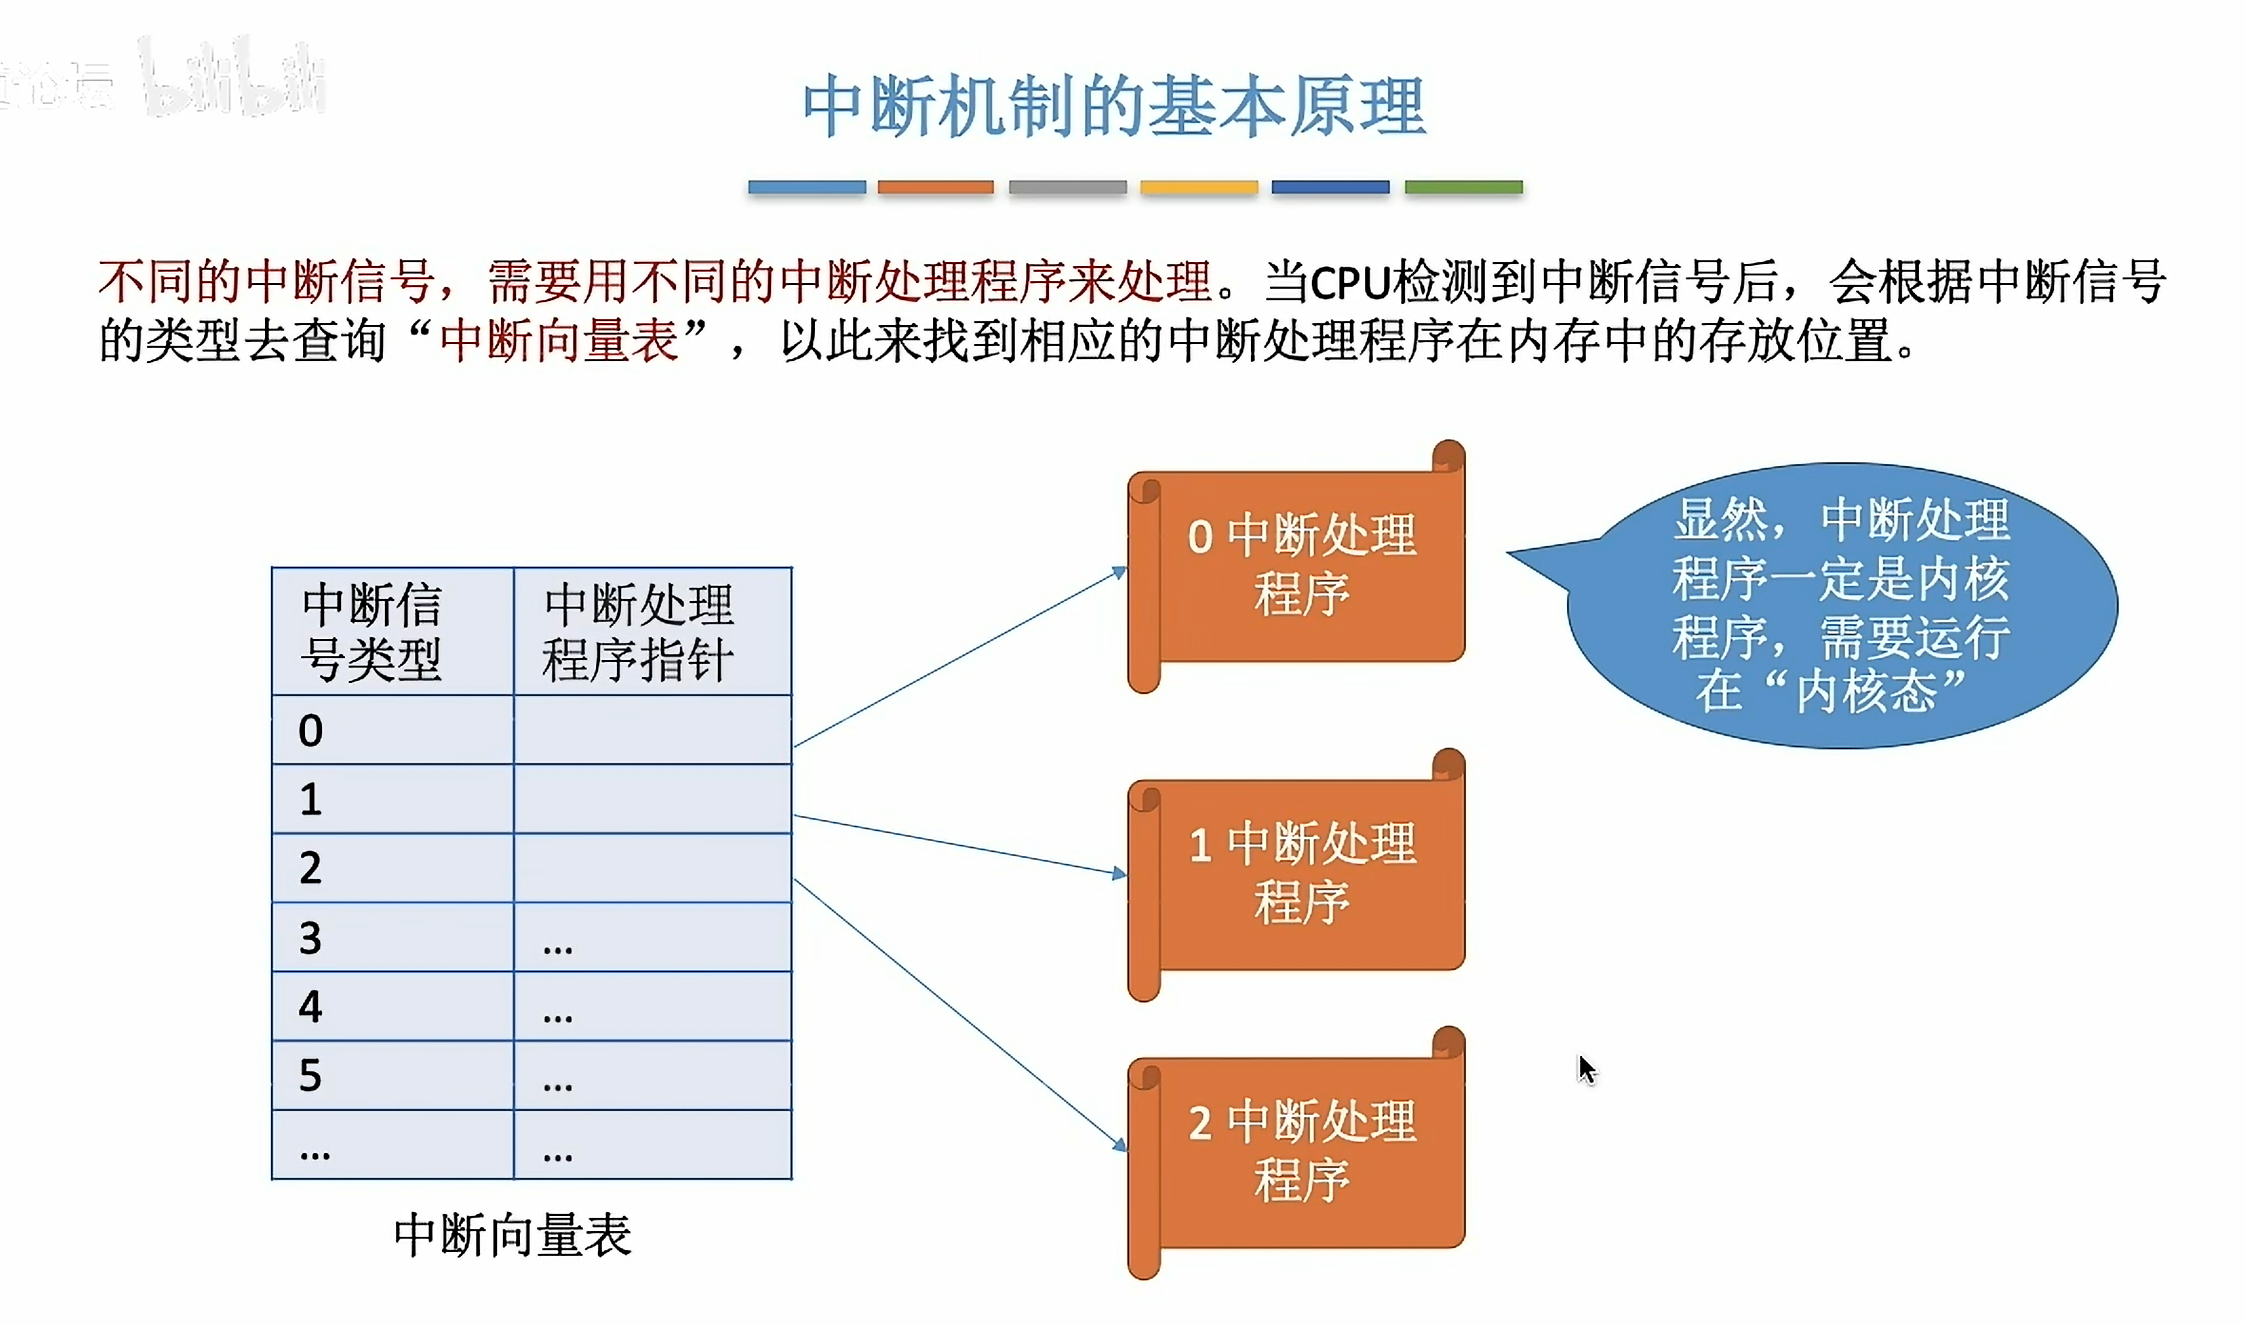 论坛 bilibili
中断机制的基本原理
不同的中断信号，需要用不同的中断处理程序来处理。当CPU检测到中断信号后，会根据中断信号
的类型去查询“中断向量表”，以此来找到相应的中断处理程序在内存中的存放位置。
中断信 中断处理
号类型 程序指针
0
1
2
3 ...
4 ...
5 ...
... ...
中断向量表
0 中断处理
程序
1 中断处理
程序
2 中断处理
程序
显然，中断处理
程序一定是内核
程序，需要运行
在“内核态”